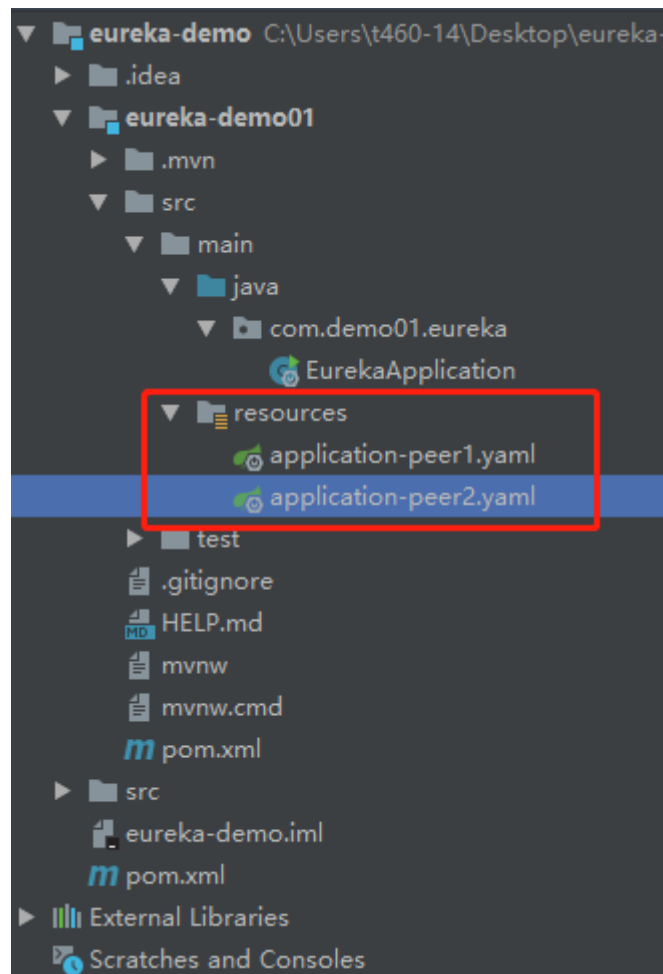 eureka-demo C:\Users\t460-14\Desktop\eureka-
.idea
eureka-demo01
.mvn
src
main
java
com.demo01.eureka
EurekaApplication
resources
application-peer1.yaml
application-peer2.yaml
test
.gitignore
HELP.md
mvnw
mvnw.cmd
pom.xml
src
eureka-demo.iml
pom.xml
External Libraries
Scratches and Consoles